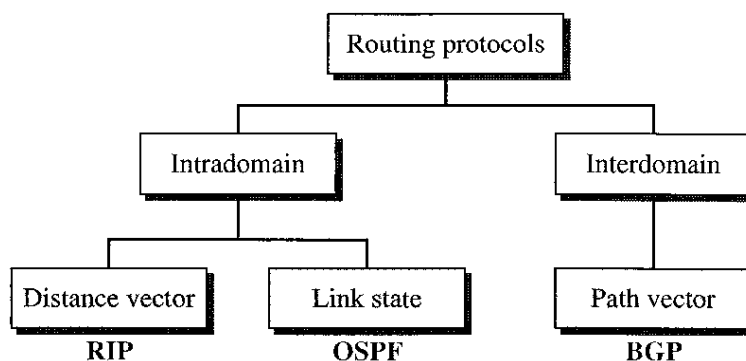 Routing protocols
Intradomain
Interdomain
Distance vector
Link state
Path vector
RIP
OSPF
BGP